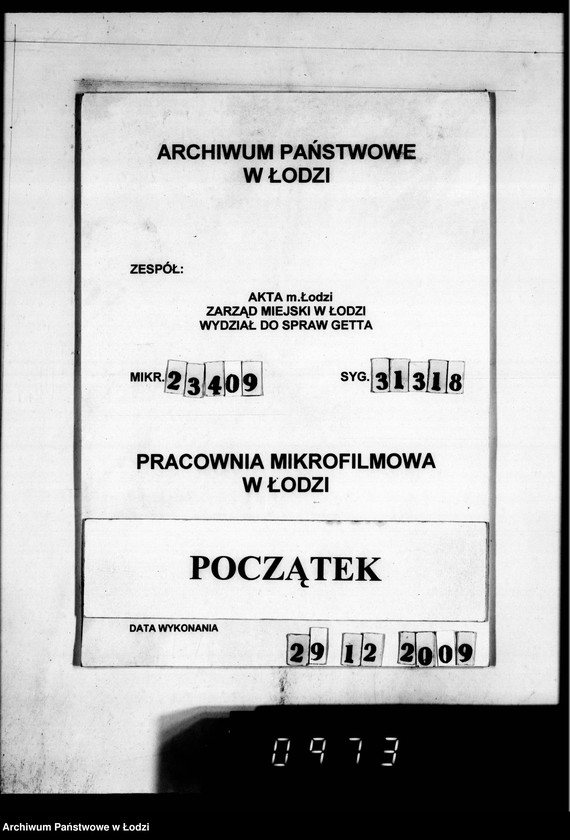 ARCHIWUM PAŃSTWOWE
W ŁODZI
ZESPÓŁ:
AKTA m.Łodzi
ZARZĄD MIEJSKI W ŁODZI
WYDZIAŁ DO SPRAW GETTA
MIKR. 23409 SYG. 31318
PRACOWNIA MIKROFILMOWA
W ŁODZI
POCZĄTEK
DATA WYKONANIA
29 12 2009
0973
Archiwum Państwowe w Łodzi